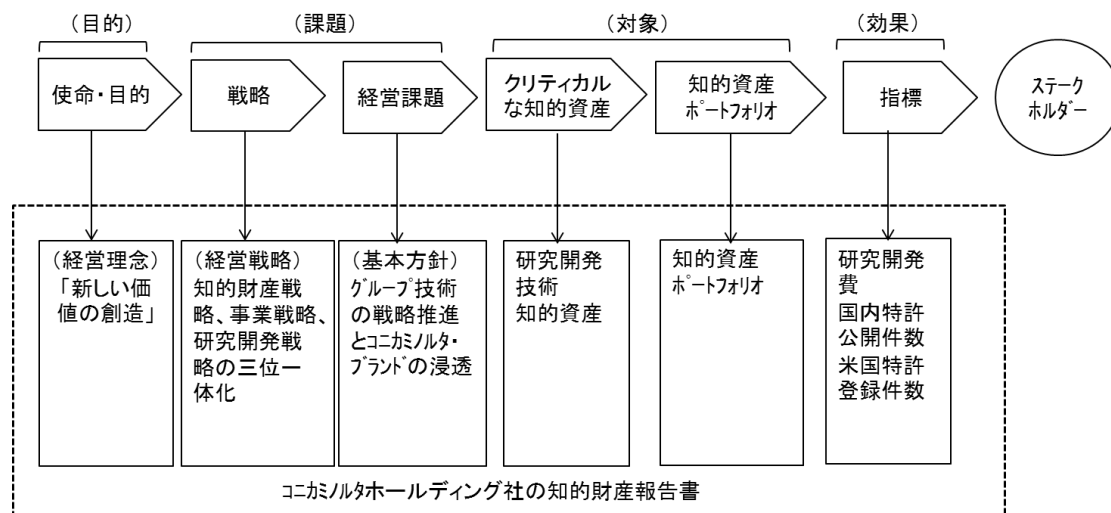 （目的）
（課題）
（対象）
（効果）
使命・目的
戦略
経営課題
クリティカル
な知的資産
知的資産
ﾎﾟｰﾄﾌｫﾘｵ
指標
ｽﾃｰｸ
ﾎﾙﾀﾞｰ
（経営理念）
「新しい価
値の創造」
（経営戦略）
知的財産戦
略、事業戦略、
研究開発戦
略の三位一
体化
（基本方針）
ｸﾞﾙｰﾌﾟ技術
の戦略推進
とｺﾆｶﾐﾉﾙﾀ・
ﾌﾞﾗﾝﾄﾞの浸透
研究開発
技術
知的資産
知的資産
ﾎﾟｰﾄﾌｫﾘｵ
研究開発
費
国内特許
公開件数
米国特許
登録件数
ｺﾆｶﾐﾉﾙﾀホールディング社の知的財産報告書